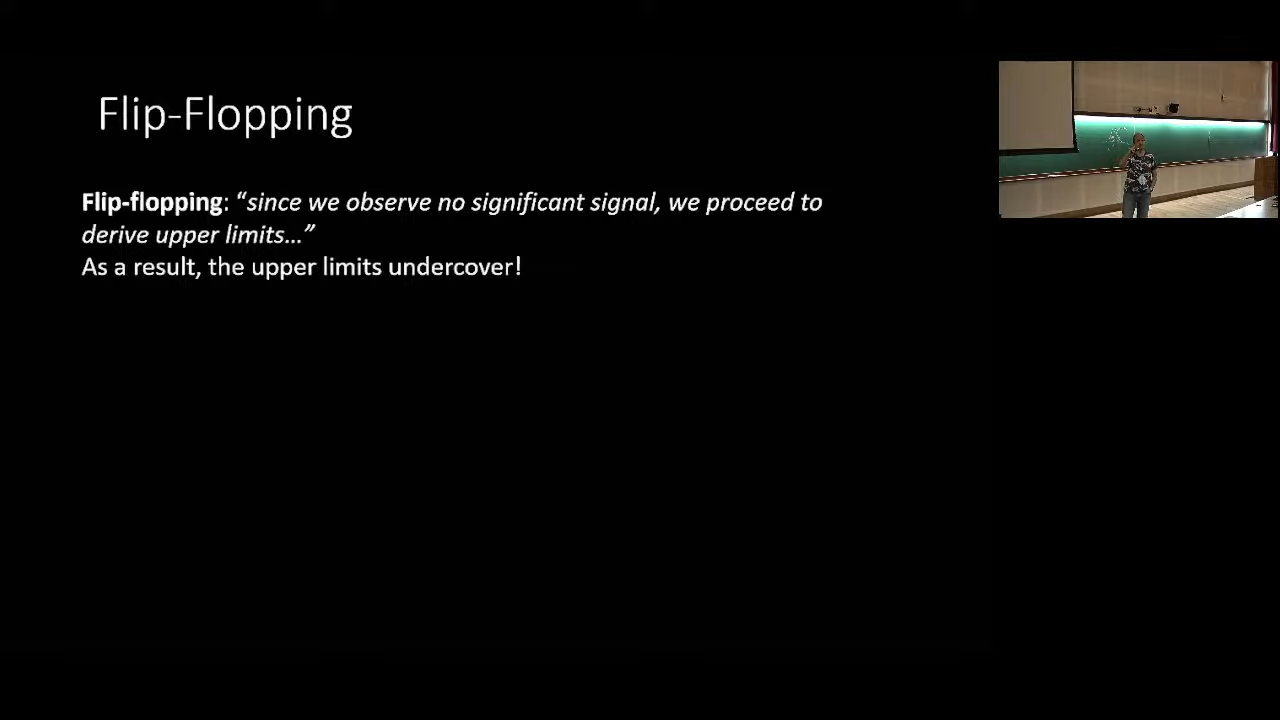 Flip-Flopping
Flip-flopping: “since we observe no significant signal, we proceed to
derive upper limits…”
As a result, the upper limits undercover!